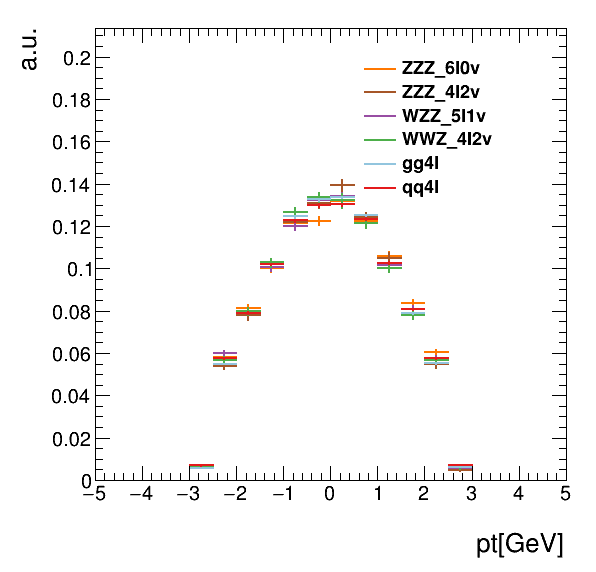 a.u.
0.2
0.18
0.16
0.14
0.12
0.1
0.08
0.06
0.04
0.02
0
ZZZ_6l0v
ZZZ_4l2v
WZZ_5l1v
WWZ_4l2v
gg4l
qq4l
−5 −4 −3 −2 −1 0 1 2 3 4 5
pt[GeV]